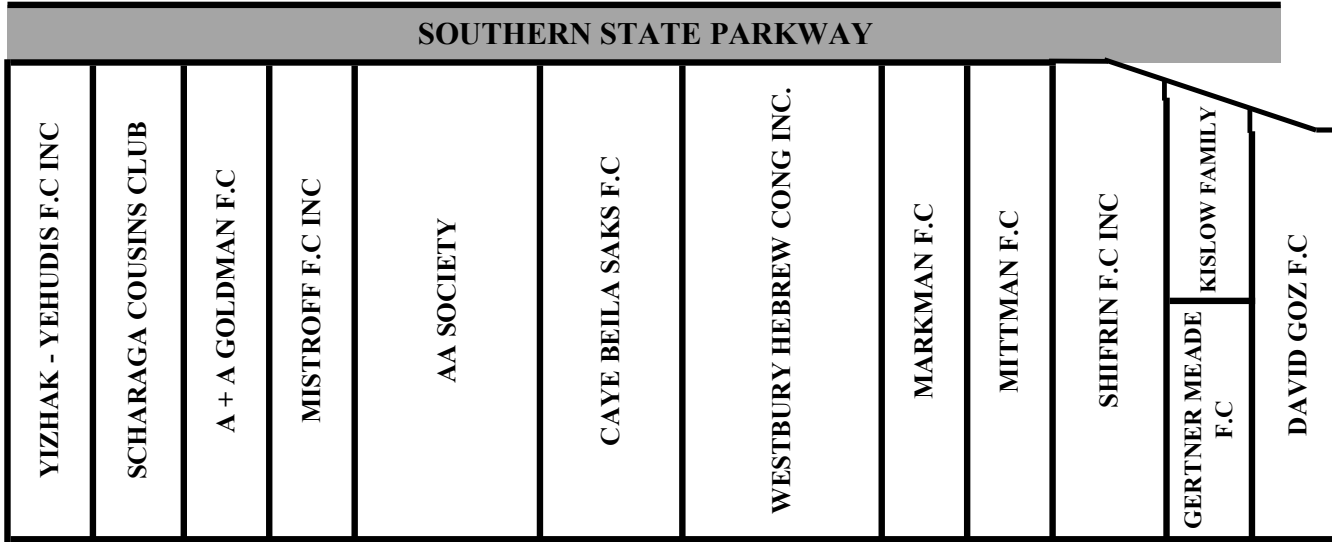 SOUTHERN STATE PARKWAY
YIZHAK - YEHUDIS F.C INC
SCHARAGA COUSINS CLUB
A + A GOLDMAN F.C
MISTROFF F.C INC
AA SOCIETY
CAYE BEILA SAKS F.C
WESTBURY HEBREW CONG INC.
MARKMAN F.C
MITTMAN F.C
SHIFRIN F.C INC
KISLOW FAMILY
GERTNER MEADE
F.C
DAVID GOZ F.C